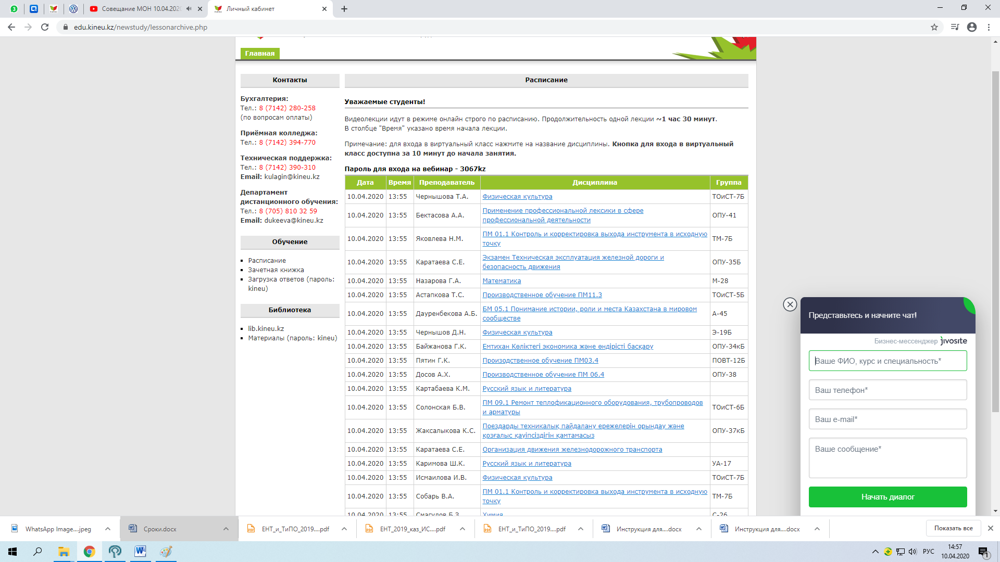 3
Совещание МОН 10.04.2020
Личный кабинет
edu.kineu.kz/newstudy/lessonarchive.php
Главная
Контакты
Бухгалтерия:
Тел.: 8 (7142) 280-258
(по вопросам оплаты)
Приёмная колледжа:
Тел.: 8 (7142) 394-770
Техническая поддержка:
Тел.: 8 (7142) 390-310
Email: kulagin@kineu.kz
Департамент
дистанционного обучения:
Тел.: 8 (705) 810 32 59
Email: dukeeva@kineu.kz
Обучение
Расписание
Зачетная книжка
Загрузка ответов (пароль:
kineu)
Библиотека
lib.kineu.kz
Материалы (пароль: kineu)
Расписание
Уважаемые студенты!
Видеолекции идут в режиме онлайн строго по расписанию. Продолжительность одной лекции ~1 час 30 минут.
В столбце "Время" указано время начала лекции.
Примечание: для входа в виртуальный класс нажмите на название дисциплины. Кнопка для входа в виртуальный
класс доступна за 10 минут до начала занятия.
Пароль для входа на вебинар - 3067kz
Дата Время Преподаватель Дисциплина Группа
10.04.2020 13:55 Чернышова Т.А. Физическая культура ТОиСТ-7Б
10.04.2020 13:55 Бектасова А.А. Применение профессиональной лексики в сфере
профессиональной деятельности ОПУ-41
10.04.2020 13:55 Яковлева Н.М. ПМ 01.1 Контроль и корректировка выхода инструмента в исходную
точку ТМ-7Б
10.04.2020 13:55 Каратаева С.Е. Экзамен Техническая эксплуатация железной дороги и
безопасность движения ОПУ-35Б
10.04.2020 13:55 Назарова Г.А. Математика М-28
10.04.2020 13:55 Астапкова Т.С. Производственное обучение ПМ11.3 ТОиСТ-5Б
10.04.2020 13:55 Дауренбекова А.Б. БМ 05.1 Понимание истории, роли и места Казахстана в мировом
сообществе А-45
10.04.2020 13:55 Чернышов Д.Н. Физическая культура Э-19Б
10.04.2020 13:55 Байжанова Г.К. Емтихан Көліктегі экономика және өндірісті басқару ОПУ-34кБ
10.04.2020 13:55 Пятин Г.К. Произодственное обучение ПМ03.4 ПОВТ-12Б
10.04.2020 13:55 Досов А.Х. Производственное обучение ПМ 06.4 ОПУ-38
10.04.2020 13:55 Картабаева К.М. Русский язык и литература
10.04.2020 13:55 Солонская Б.В. ПМ 09.1 Ремонт теплофикационного оборудования, трубопроводов
и арматуры ТОиСТ-6Б
10.04.2020 13:55 Жаксалыкова К.С. Поездарды техникалық пайдалану ережелерін орындау және
қозғалыс қауіпсіздігін қамтамасыз ОПУ-37кБ
10.04.2020 13:55 Каратаева С.Е. Организация движения железнодорожного транспорта
10.04.2020 13:55 Каримова Ш.К. Русский язык и литература УА-17
10.04.2020 13:55 Исмаилова И.В. Физическая культура ТОиСТ-7Б
10.04.2020 13:55 Собарь В.А. ПМ 01.1 Контроль и корректировка выхода инструмента в исходную
точку ТМ-7Б
10.04.2020 13:55 Смагулов Б.З. Химия С-26
Представьтесь и начните чат!
Бизнес-мессенджер jivosite
Ваше ФИО, курс и специальность*
Ваш телефон*
Ваш e-mail*
Ваше сообщение*
Начать диалог
WhatsApp Image....jpeg
Сроки.docx
ЕНТ_и_ТиПО_2019....pdf
ЕНТ_2019_каз_ИС....pdf
ЕНТ_и_ТиПО_2019....pdf
Инструкция для....docx
Инструкция для....docx
Показать все
РУС
14:57
10.04.2020
1